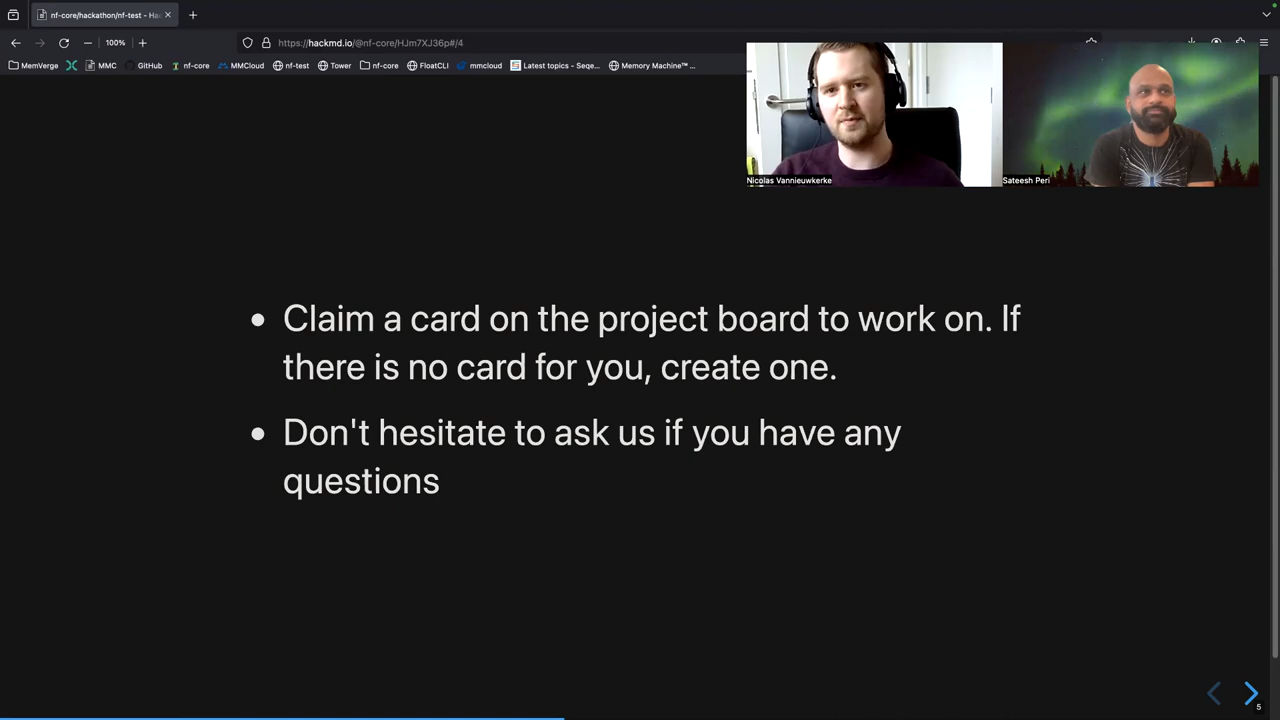 nf-core/hackathon/nf-test - Ha
100%
https://hackmd.io/@nf-core/HJm7XJ36p#/4
MemVerge
MMC
GitHub
nf-core
MMCloud
nf-test
Tower
nf-core
FloatCLI
mmcloud
Latest topics - Seqe…
Memory Machine™ …
Nicolas Vannieuwkerke
Sateesh Peri
• Claim a card on the project board to work on. If
there is no card for you, create one.
• Don't hesitate to ask us if you have any
questions
5